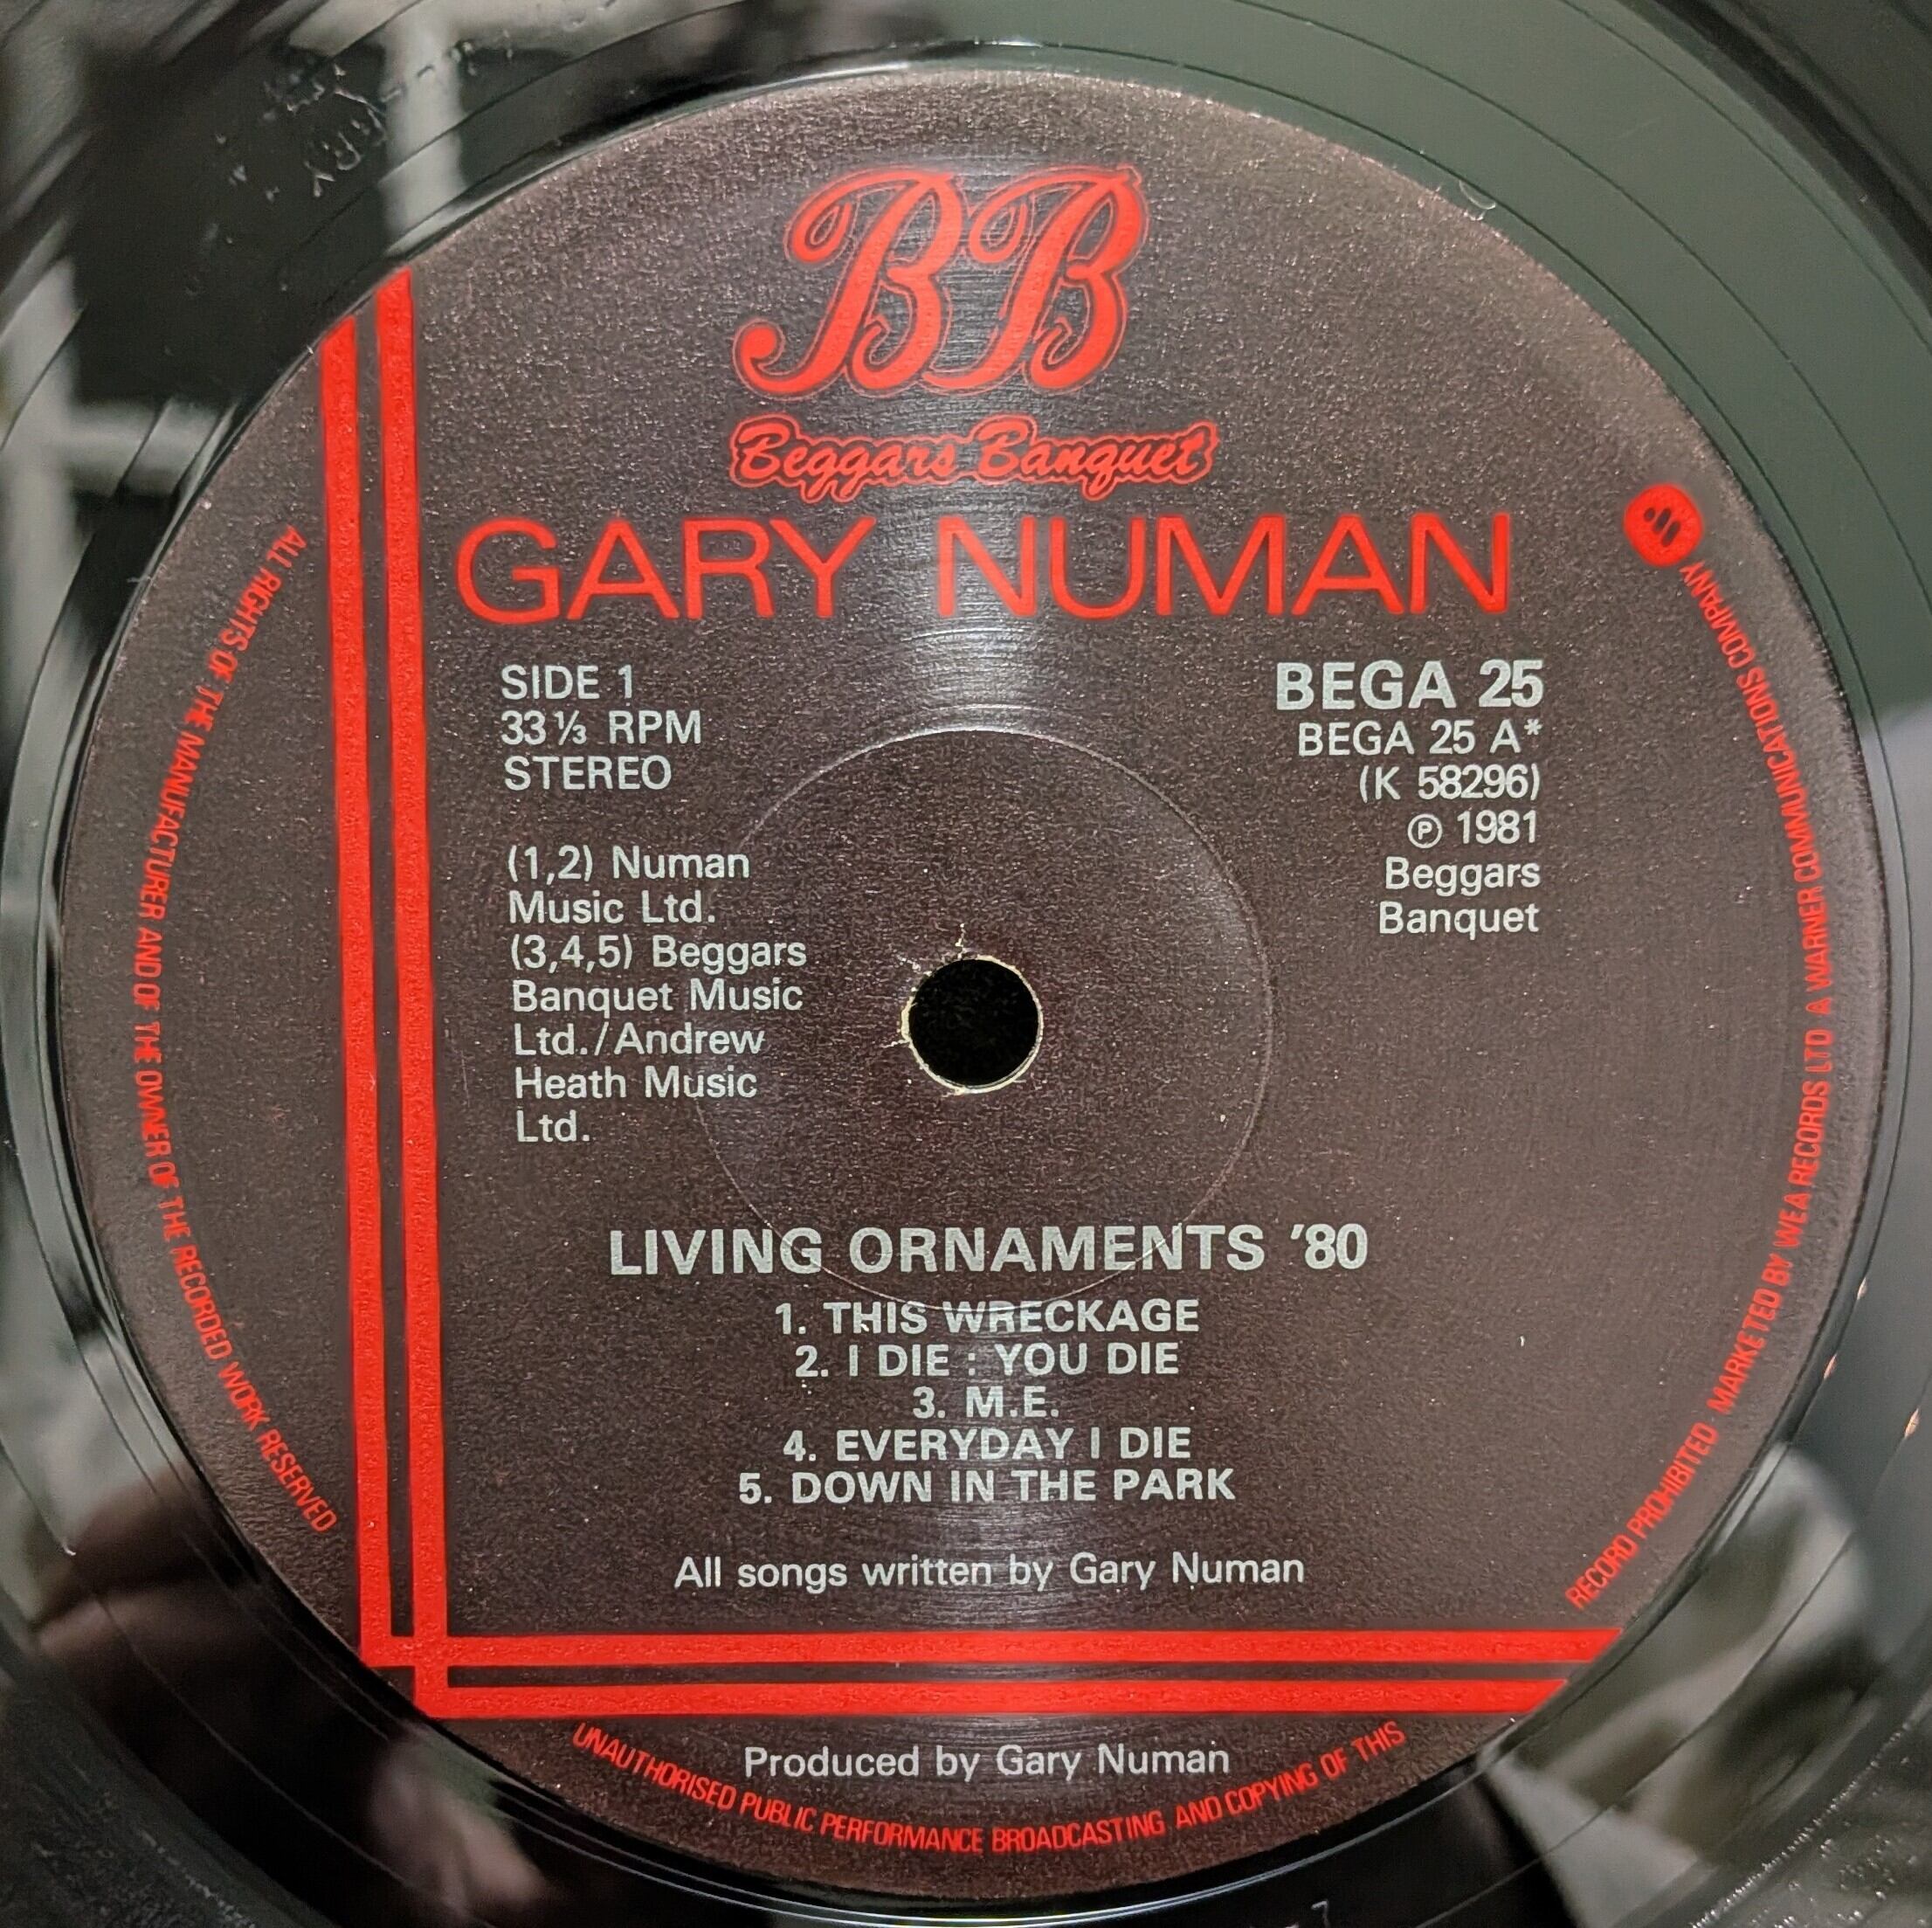 BB
Beggars Banquet
GARY NUMAN
SIDE 1
33⅓ RPM
STEREO
BEGA 25
BEGA 25 A*
(K 58296)
℗ 1981
Beggars
Banquet
(1,2) Numan
Music Ltd.
(3,4,5) Beggars
Banquet Music
Ltd./Andrew
Heath Music
Ltd.
LIVING ORNAMENTS '80
1. THIS WRECKAGE
2. I DIE : YOU DIE
3. M.E.
4. EVERYDAY I DIE
5. DOWN IN THE PARK
All songs written by Gary Numan
Produced by Gary Numan
ALL RIGHTS OF THE MANUFACTURER AND OF THE OWNER OF THE RECORDED WORK RESERVED
UNAUTHORISED PUBLIC PERFORMANCE BROADCASTING AND COPYING OF THIS
RECORD PROHIBITED MARKETED BY WEA RECORDS LTD A WARNER COMMUNICATIONS COMPANY